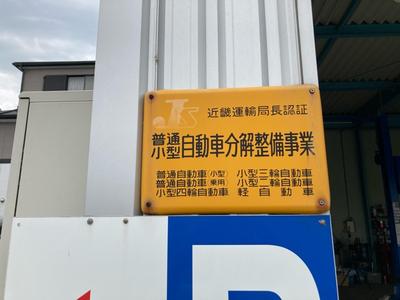 近畿運輸局長認証
普通
小型 自動車分解整備事業
普通自動車(小型) 小型三輪自動車
普通自動車(乗用) 小型二輪自動車
小型四輪自動車 軽自動車
P